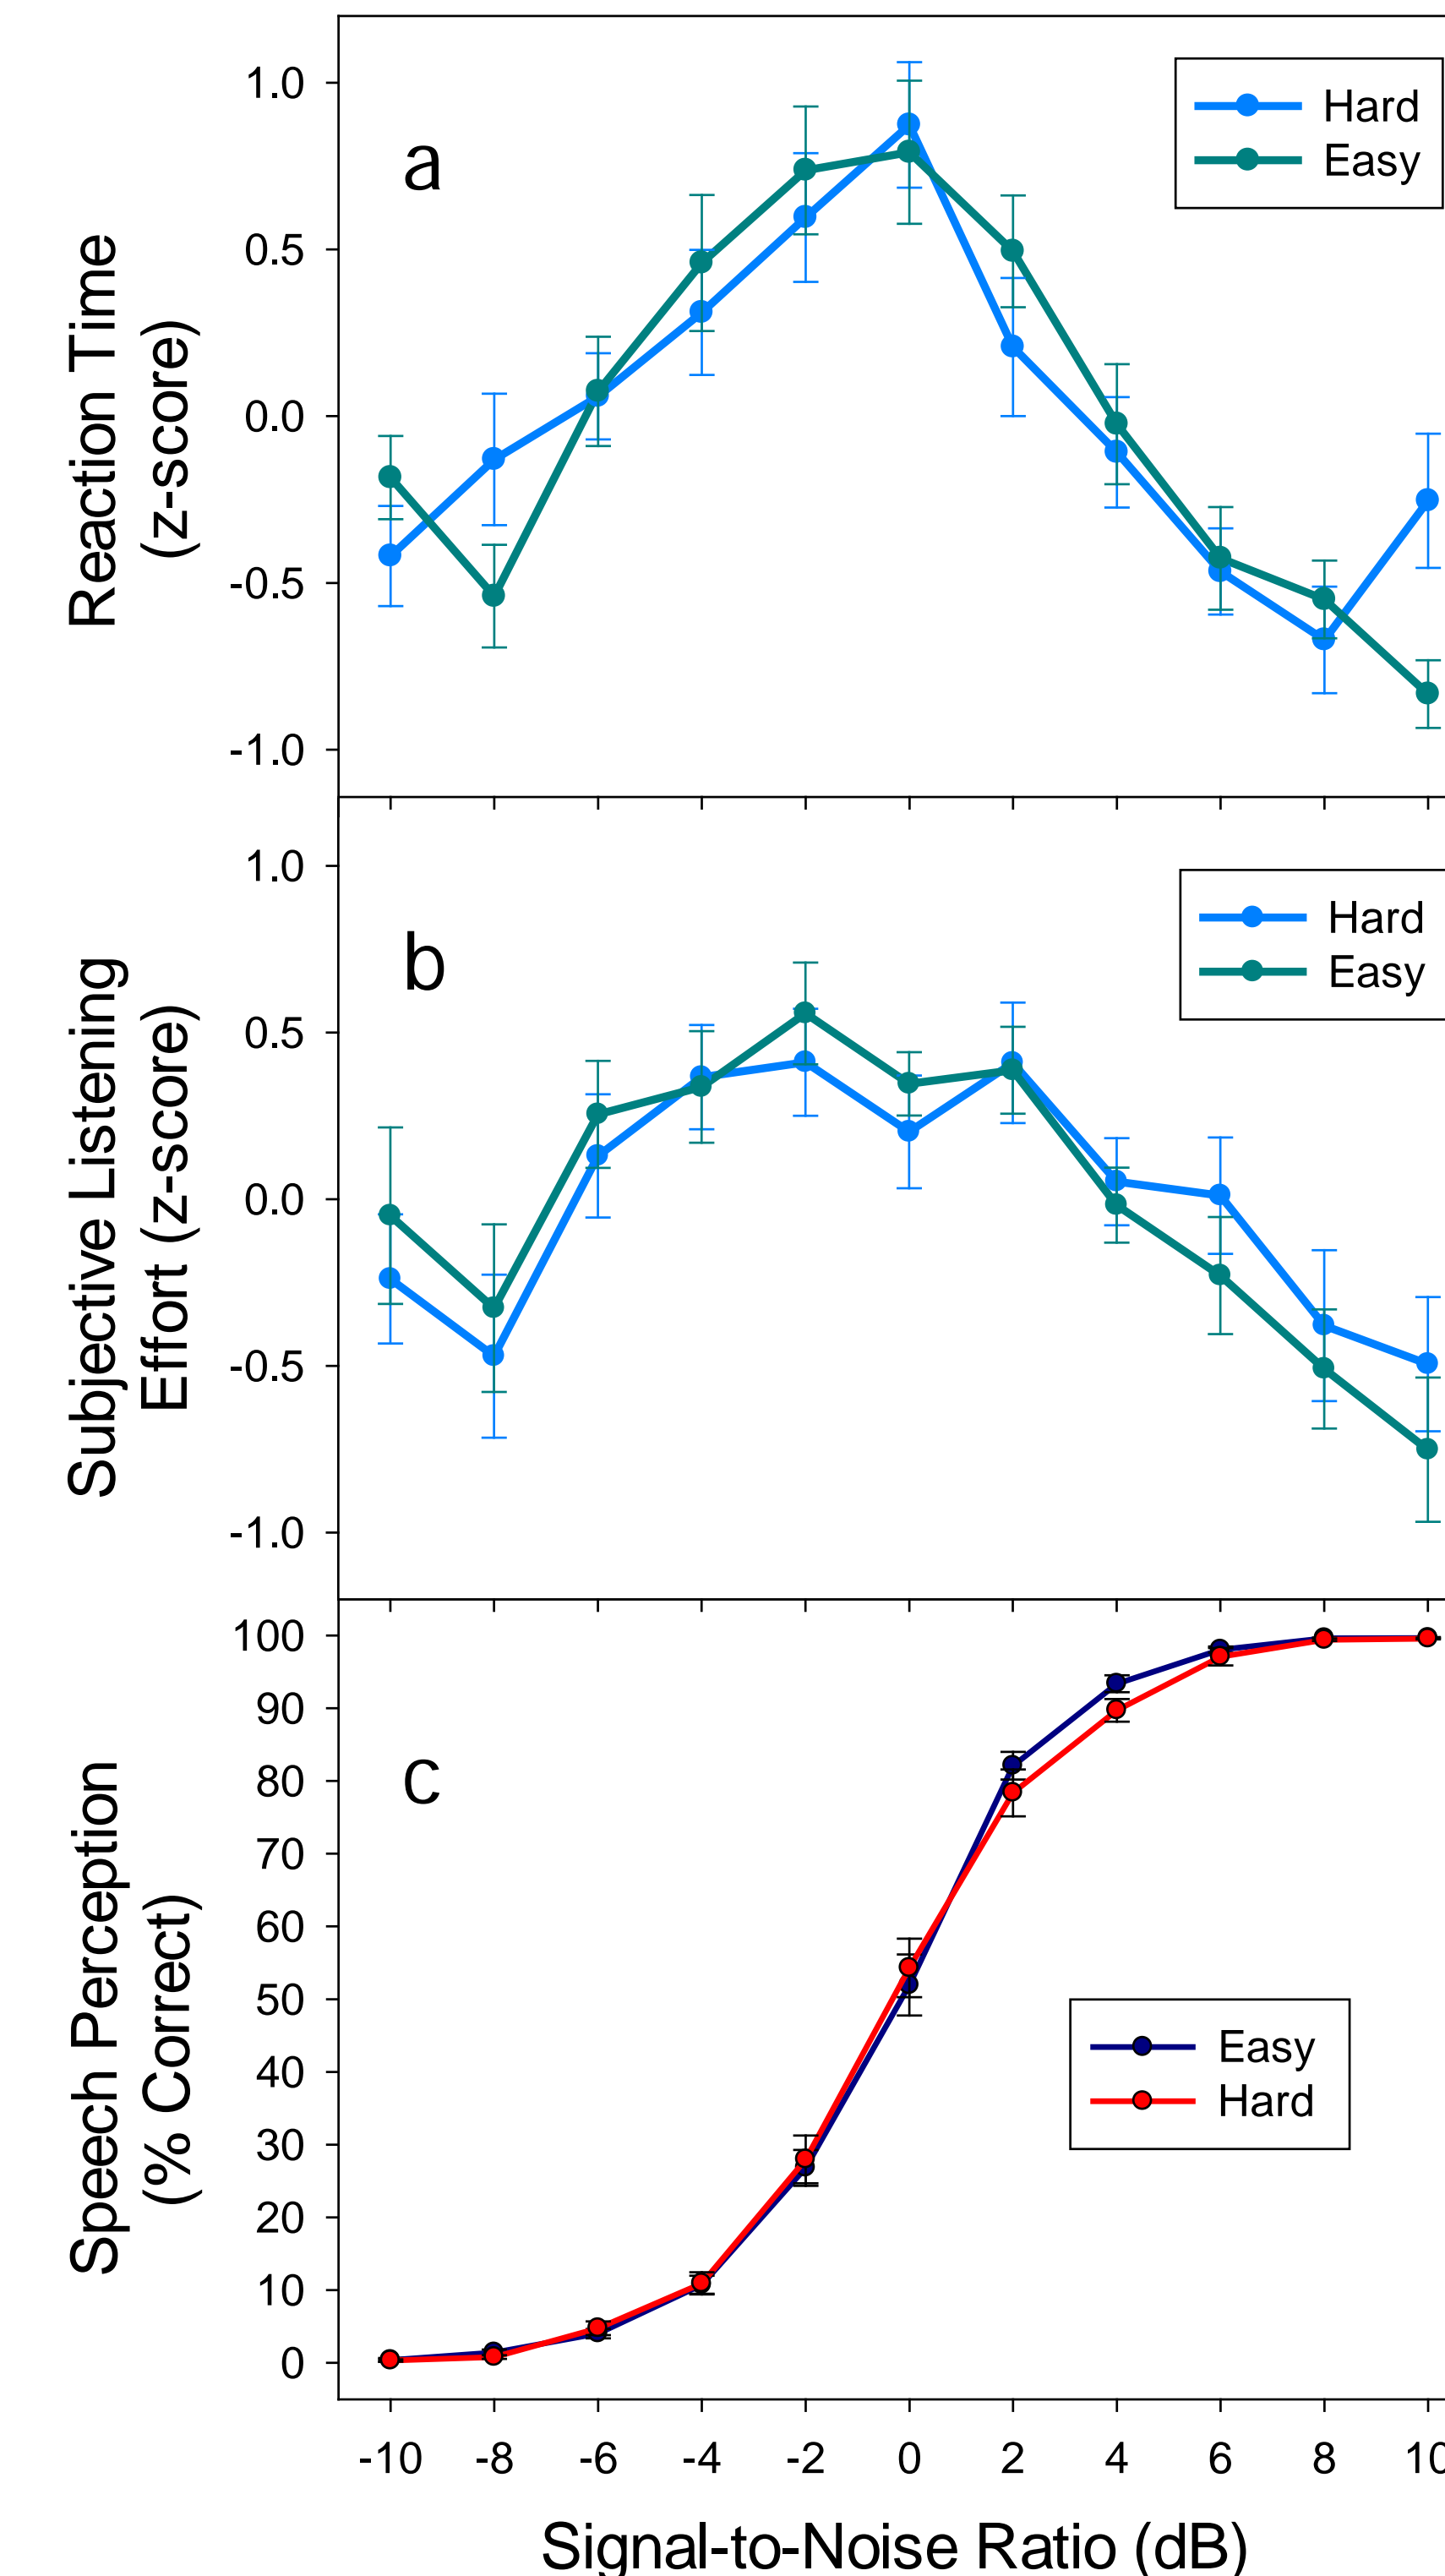 1.0
0.5
0.0
-0.5
-1.0
Reaction Time
(z-score)
a
Hard
Easy
1.0
0.5
0.0
-0.5
-1.0
Subjective Listening
Effort (z-score)
b
Hard
Easy
100
90
80
70
60
50
40
30
20
10
0
Speech Perception
(% Correct)
c
Easy
Hard
-10 -8 -6 -4 -2 0 2 4 6 8 10
Signal-to-Noise Ratio (dB)